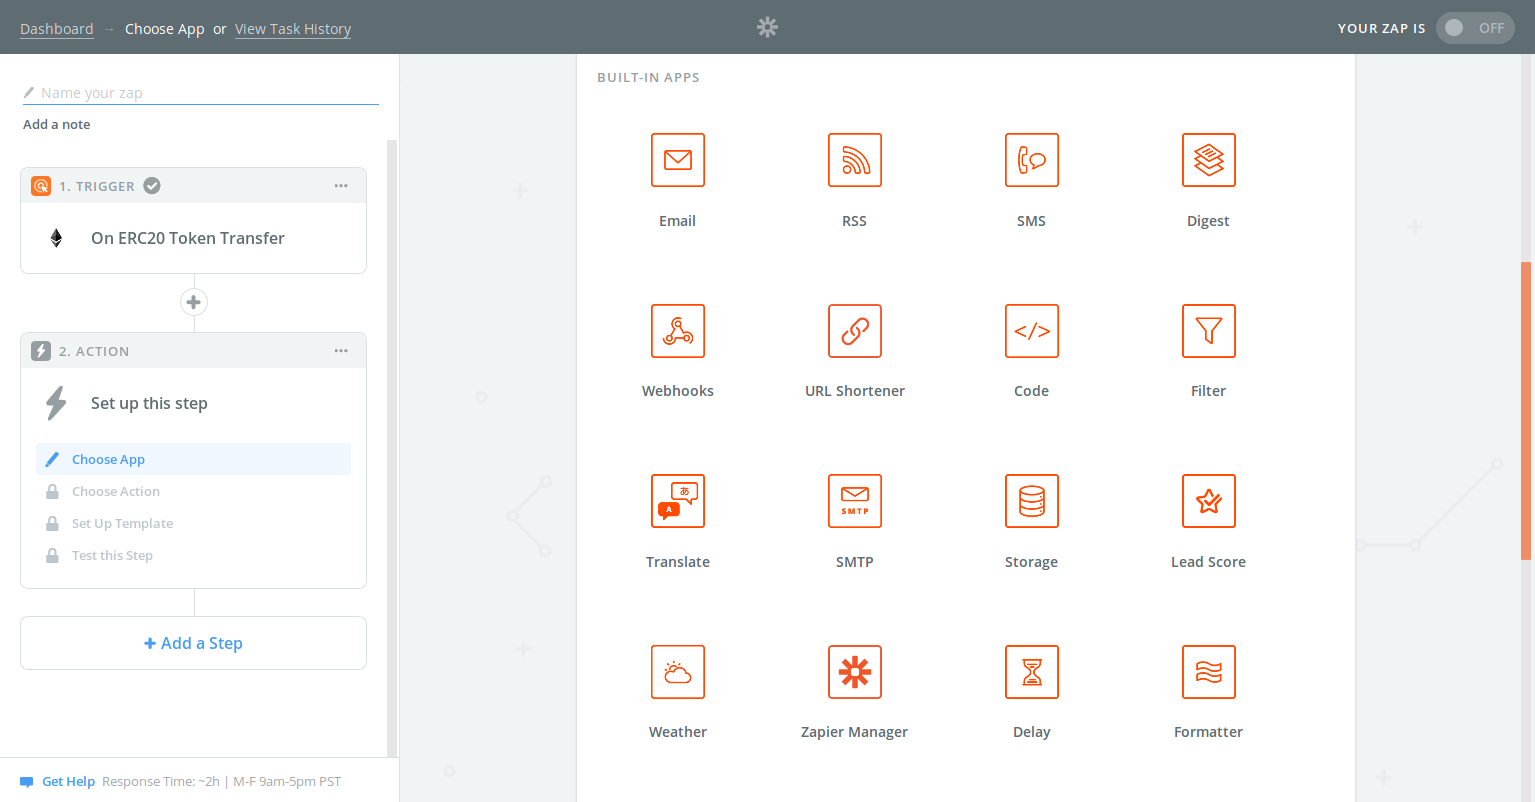 Dashboard → Choose App or View Task History
YOUR ZAP IS OFF
Name your zap
Add a note
1. TRIGGER
On ERC20 Token Transfer
2. ACTION
Set up this step
Choose App
Choose Action
Set Up Template
Test this Step
+ Add a Step
Get Help Response Time: ~2h | M-F 9am-5pm PST
BUILT-IN APPS
Email RSS SMS Digest
</>
Webhooks URL Shortener Code Filter
あ
A
SMTP
Translate SMTP Storage Lead Score
Weather Zapier Manager Delay Formatter